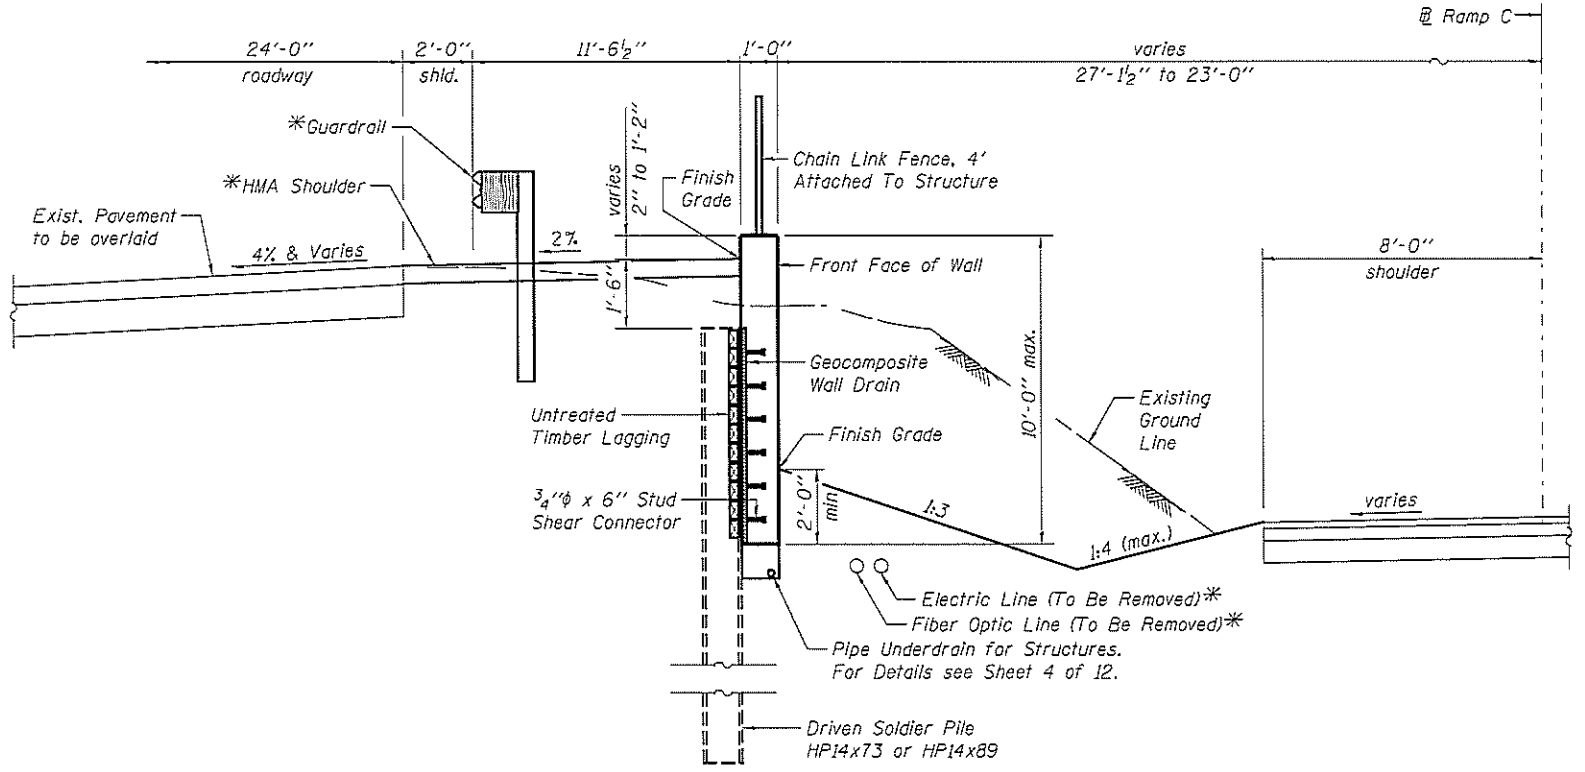 ℄ Ramp C
24'-0"
roadway
2'-0"
shld.
11'-6½"
1'-0"
varies
27'-1½" to 23'-0"
*Guardrail
*HMA Shoulder
Exist. Pavement
to be overlaid
4% & Varies
2%
varies
2" to 1'-2"
1'-6"
Finish
Grade
Chain Link Fence, 4'
Attached To Structure
Front Face of Wall
8'-0"
shoulder
Geocomposite
Wall Drain
10'-0" max.
Untreated
Timber Lagging
Finish Grade
Existing
Ground
Line
¾"φ x 6" Stud
Shear Connector
2'-0"
min
1:3
1:4 (max.)
varies
Electric Line (To Be Removed)*
Fiber Optic Line (To Be Removed)*
Pipe Underdrain for Structures.
For Details see Sheet 4 of 12.
Driven Soldier Pile
HP14x73 or HP14x89